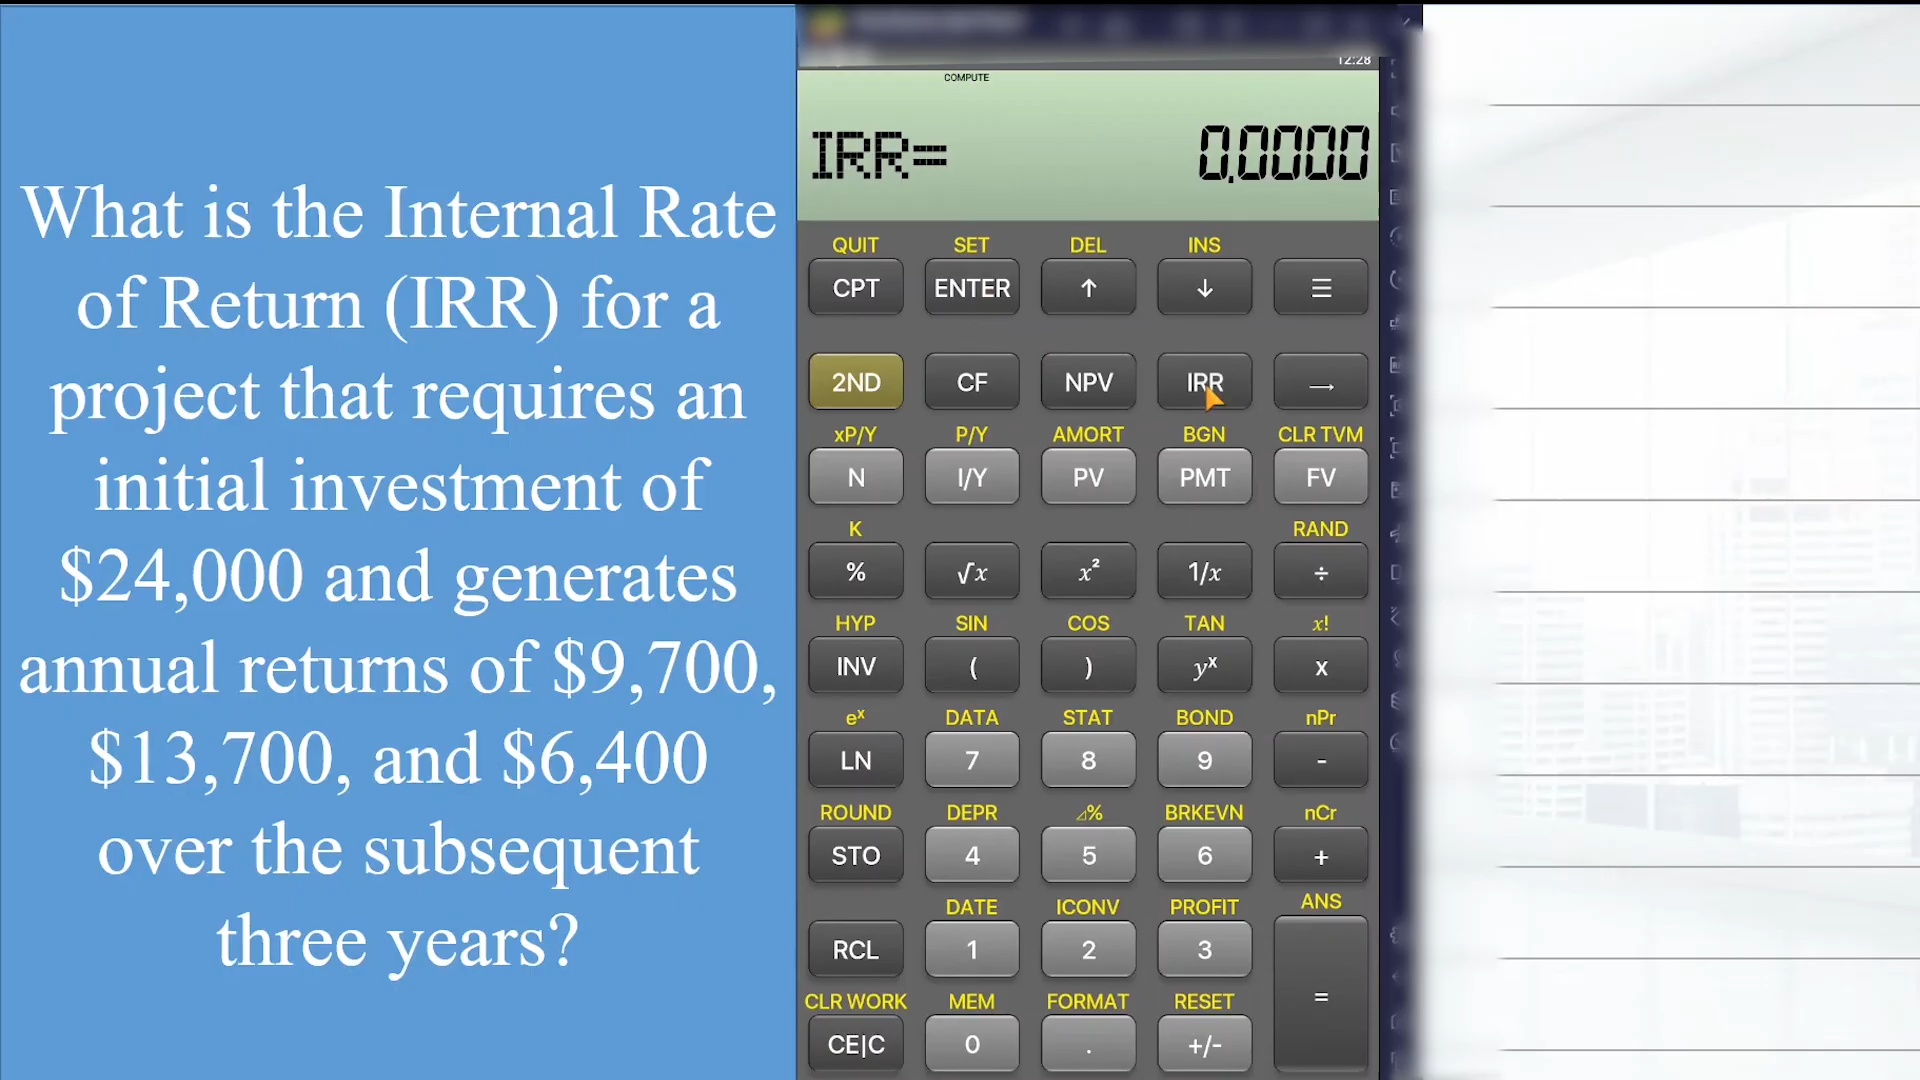 What is the Internal Rate
of Return (IRR) for a
project that requires an
initial investment of
$24,000 and generates
annual returns of $9,700,
$13,700, and $6,400
over the subsequent
three years?
12:28
COMPUTE
IRR= 0.0000
QUIT SET DEL INS
CPT ENTER ↑ ↓ ☰
2ND CF NPV IRR →
xP/Y P/Y AMORT BGN CLR TVM
N I/Y PV PMT FV
K RAND
% √x x² 1/x ÷
HYP SIN COS TAN x!
INV ( ) yˣ x
eˣ DATA STAT BOND nPr
LN 7 8 9 -
ROUND DEPR ⊿% BRKEVN nCr
STO 4 5 6 +
DATE ICONV PROFIT ANS
RCL 1 2 3 =
CLR WORK MEM FORMAT RESET
CE|C 0 . +/-